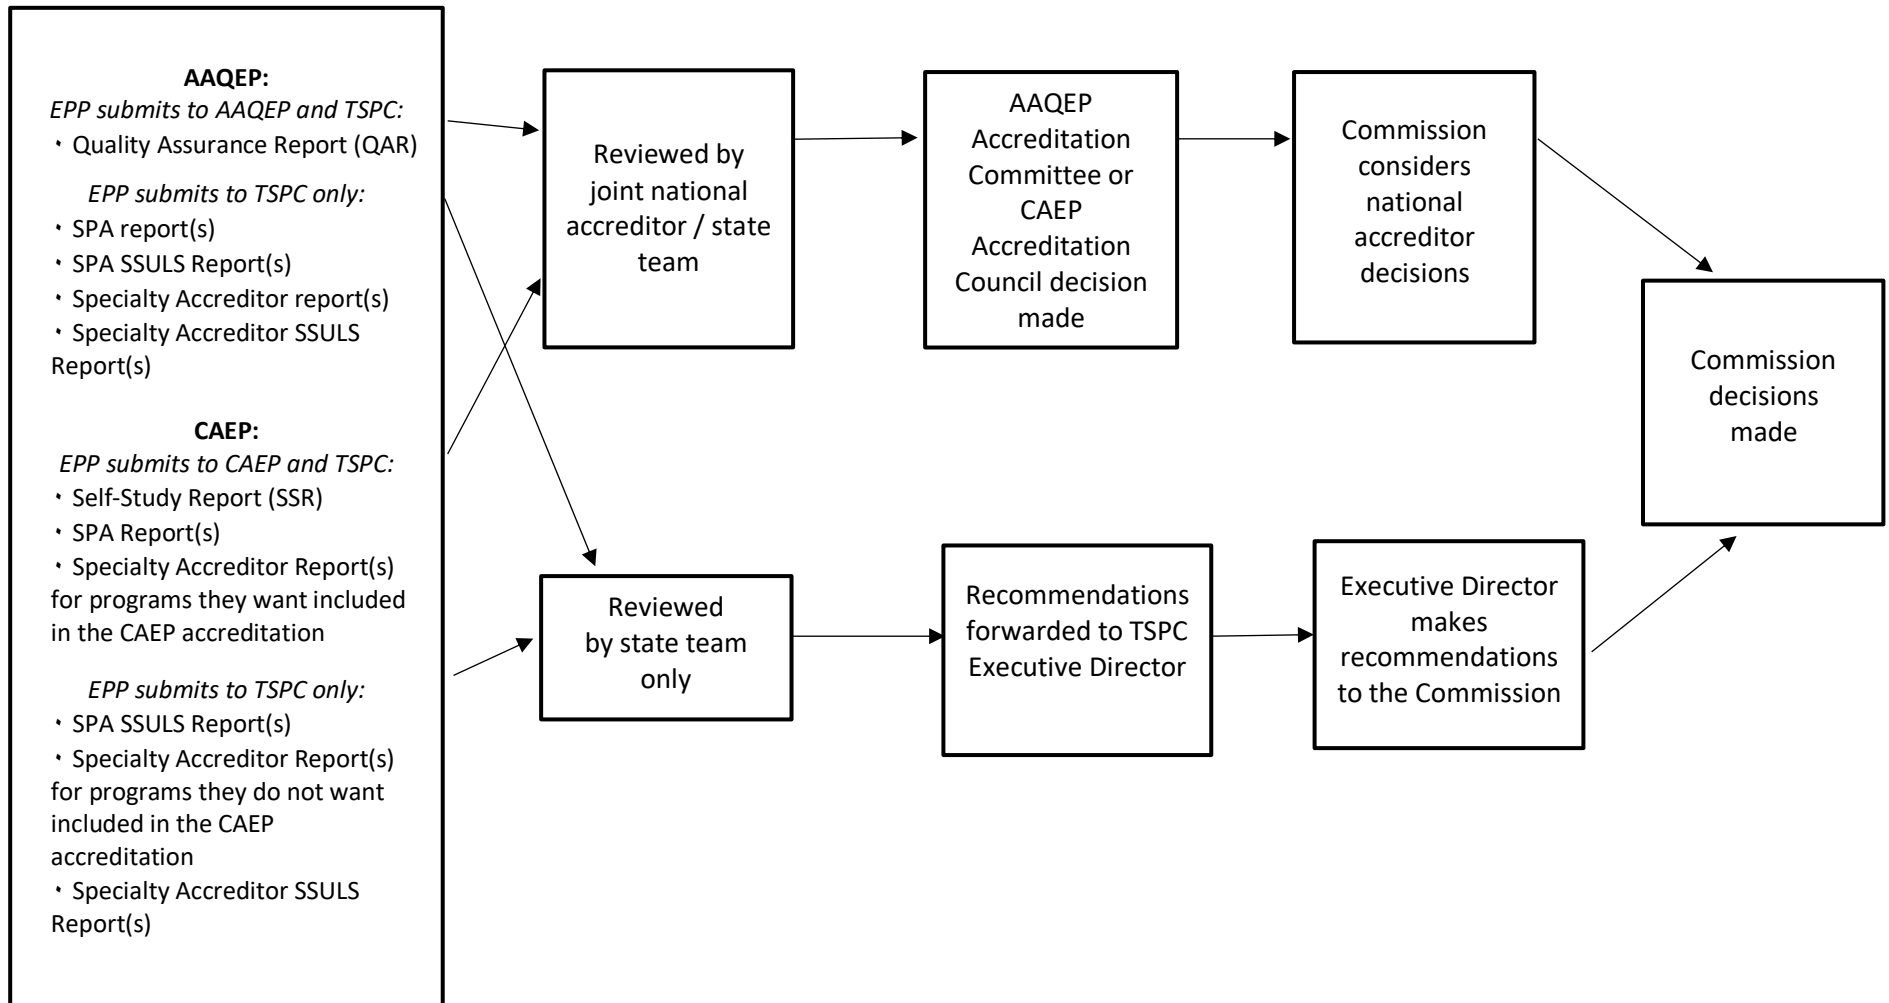 AAQEP:
EPP submits to AAQEP and TSPC:
· Quality Assurance Report (QAR)
EPP submits to TSPC only:
· SPA report(s)
· SPA SSULS Report(s)
· Specialty Accreditor report(s)
· Specialty Accreditor SSULS
Report(s)
CAEP:
EPP submits to CAEP and TSPC:
· Self-Study Report (SSR)
· SPA Report(s)
· Specialty Accreditor Report(s)
for programs they want included
in the CAEP accreditation
EPP submits to TSPC only:
· SPA SSULS Report(s)
· Specialty Accreditor Report(s)
for programs they do not want
included in the CAEP
accreditation
· Specialty Accreditor SSULS
Report(s)
Reviewed by
joint national
accreditor / state
team
AAQEP
Accreditation
Committee or
CAEP
Accreditation
Council decision
made
Commission
considers
national
accreditor
decisions
Reviewed
by state team
only
Recommendations
forwarded to TSPC
Executive Director
Executive Director
makes
recommendations
to the Commission
Commission
decisions
made